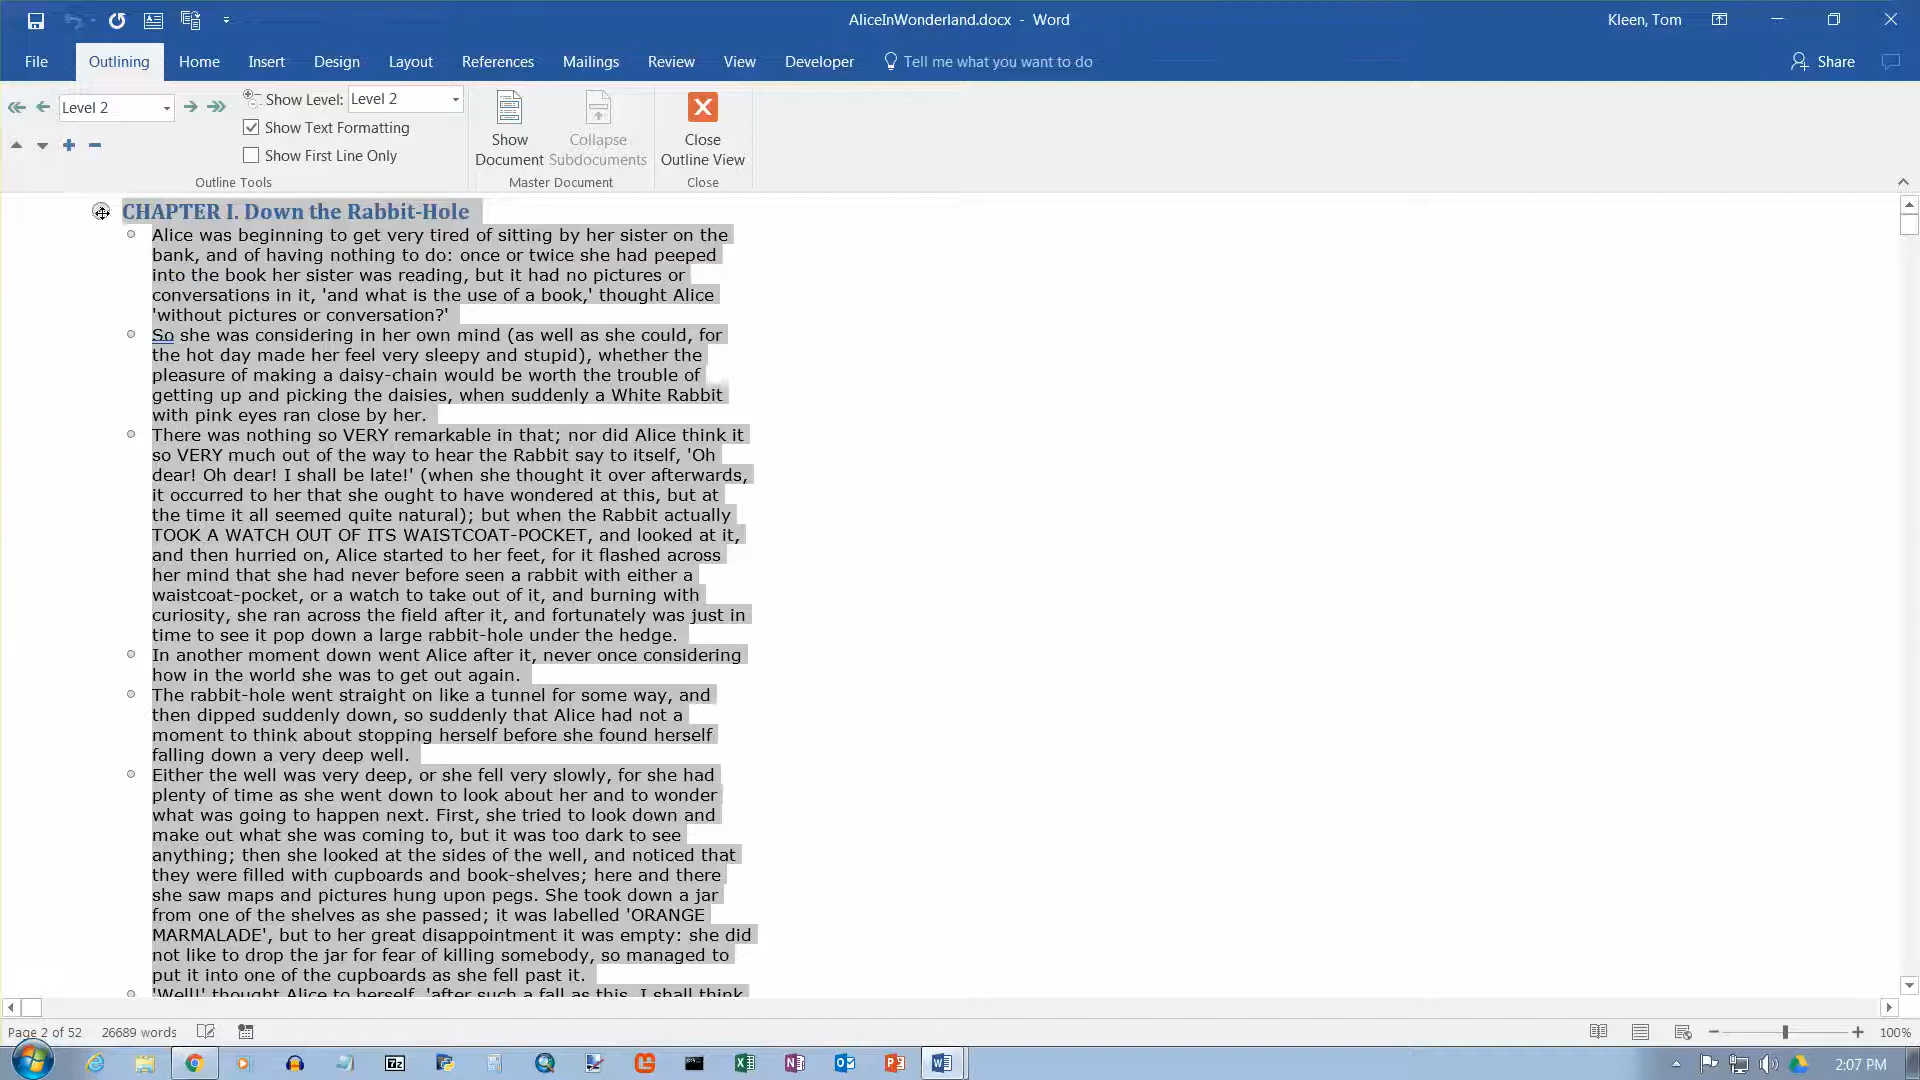 AliceInWonderland.docx - Word
Kleen, Tom
File
Outlining
Home
Insert
Design
Layout
References
Mailings
Review
View
Developer
Tell me what you want to do
Share
Level 2
Show Level:
Level 2
Show Text Formatting
Show First Line Only
Outline Tools
Show
Document
Collapse
Subdocuments
Master Document
Close
Outline View
Close
CHAPTER I. Down the Rabbit-Hole
Alice was beginning to get very tired of sitting by her sister on the
bank, and of having nothing to do: once or twice she had peeped
into the book her sister was reading, but it had no pictures or
conversations in it, 'and what is the use of a book,' thought Alice
'without pictures or conversation?'
So she was considering in her own mind (as well as she could, for
the hot day made her feel very sleepy and stupid), whether the
pleasure of making a daisy-chain would be worth the trouble of
getting up and picking the daisies, when suddenly a White Rabbit
with pink eyes ran close by her.
There was nothing so VERY remarkable in that; nor did Alice think it
so VERY much out of the way to hear the Rabbit say to itself, 'Oh
dear! Oh dear! I shall be late!' (when she thought it over afterwards,
it occurred to her that she ought to have wondered at this, but at
the time it all seemed quite natural); but when the Rabbit actually
TOOK A WATCH OUT OF ITS WAISTCOAT-POCKET, and looked at it,
and then hurried on, Alice started to her feet, for it flashed across
her mind that she had never before seen a rabbit with either a
waistcoat-pocket, or a watch to take out of it, and burning with
curiosity, she ran across the field after it, and fortunately was just in
time to see it pop down a large rabbit-hole under the hedge.
In another moment down went Alice after it, never once considering
how in the world she was to get out again.
The rabbit-hole went straight on like a tunnel for some way, and
then dipped suddenly down, so suddenly that Alice had not a
moment to think about stopping herself before she found herself
falling down a very deep well.
Either the well was very deep, or she fell very slowly, for she had
plenty of time as she went down to look about her and to wonder
what was going to happen next. First, she tried to look down and
make out what she was coming to, but it was too dark to see
anything; then she looked at the sides of the well, and noticed that
they were filled with cupboards and book-shelves; here and there
she saw maps and pictures hung upon pegs. She took down a jar
from one of the shelves as she passed; it was labelled 'ORANGE
MARMALADE', but to her great disappointment it was empty: she did
not like to drop the jar for fear of killing somebody, so managed to
put it into one of the cupboards as she fell past it.
'Well!' thought Alice to herself, 'after such a fall as this, I shall think
Page 2 of 52
26689 words
100%
7z
2:07 PM